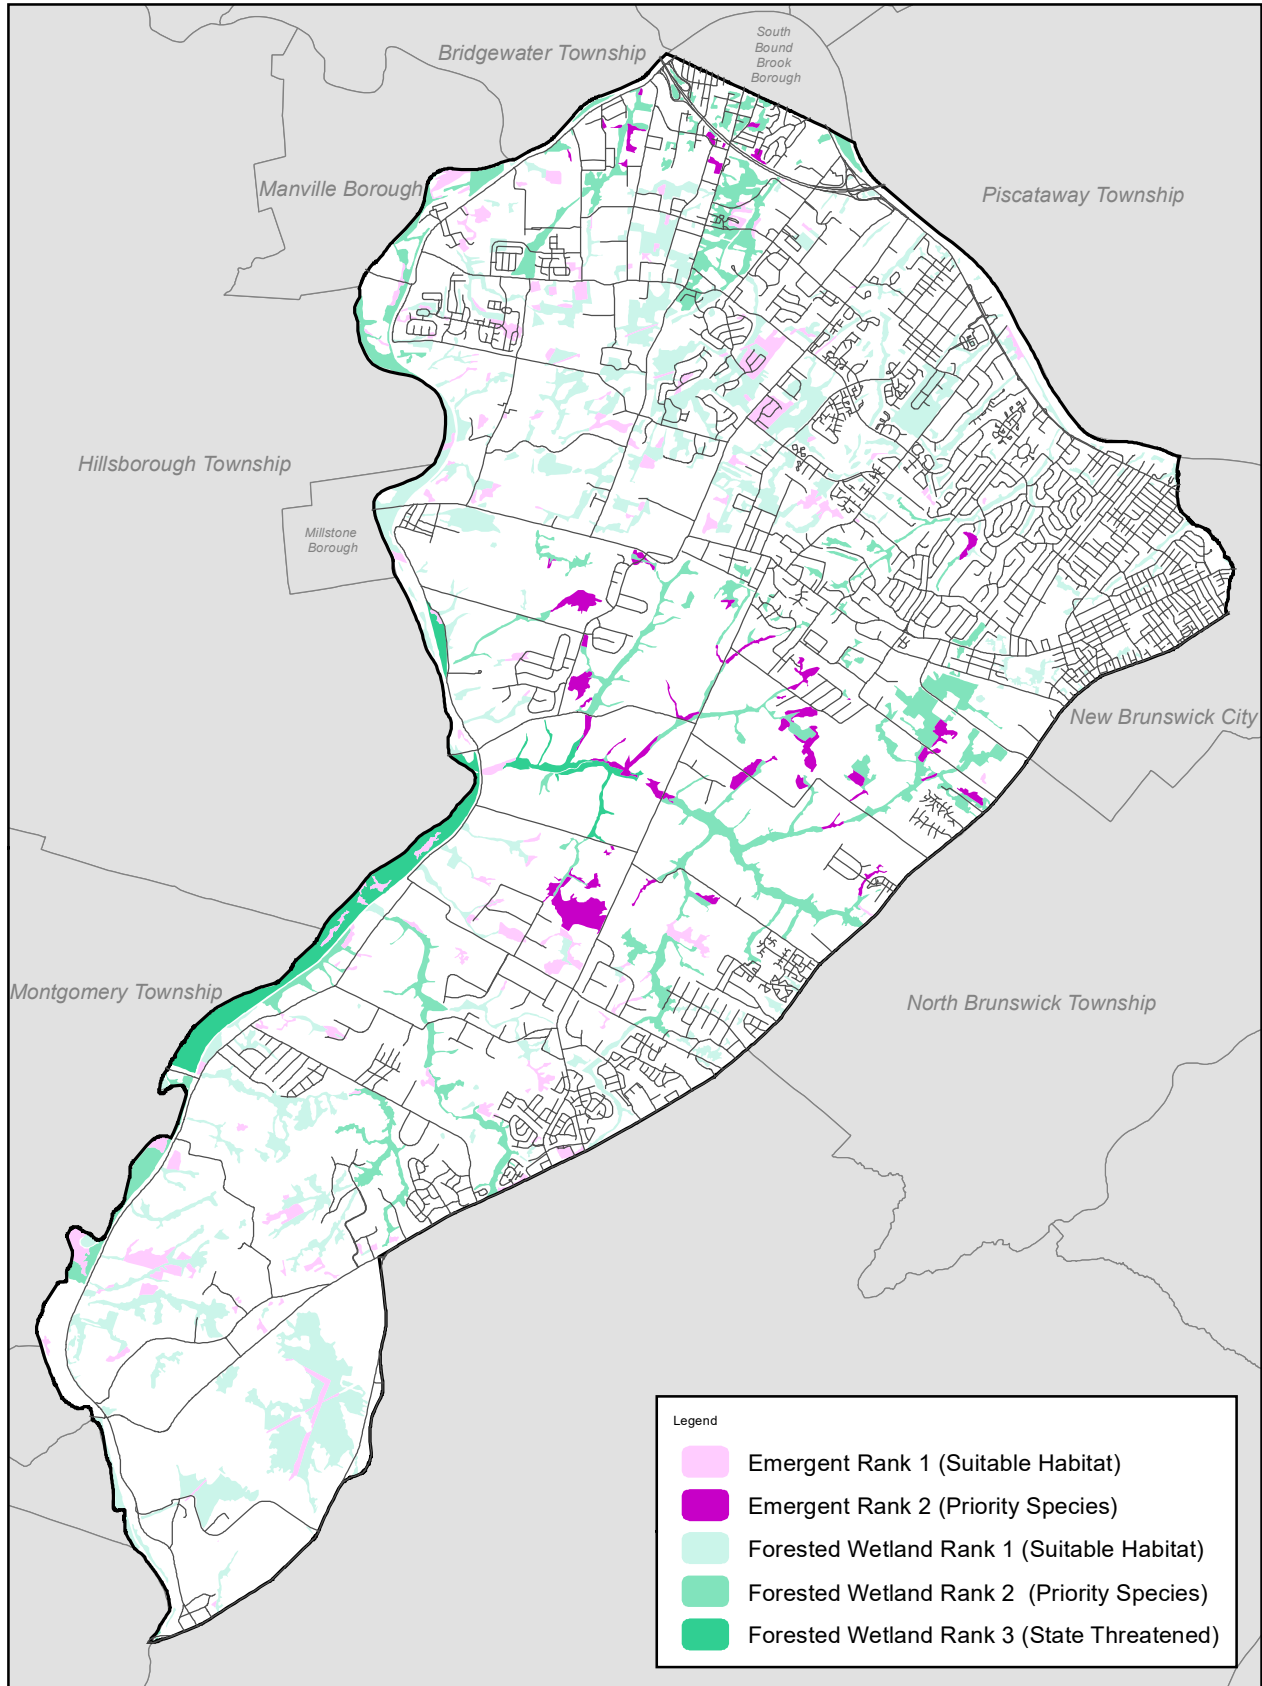 South
Bound
Brook
Borough
Bridgewater Township
Manville Borough
Piscataway Township
Hillsborough Township
Millstone
Borough
New Brunswick City
Montgomery Township
North Brunswick Township
Legend
Emergent Rank 1 (Suitable Habitat)
Emergent Rank 2 (Priority Species)
Forested Wetland Rank 1 (Suitable Habitat)
Forested Wetland Rank 2 (Priority Species)
Forested Wetland Rank 3 (State Threatened)